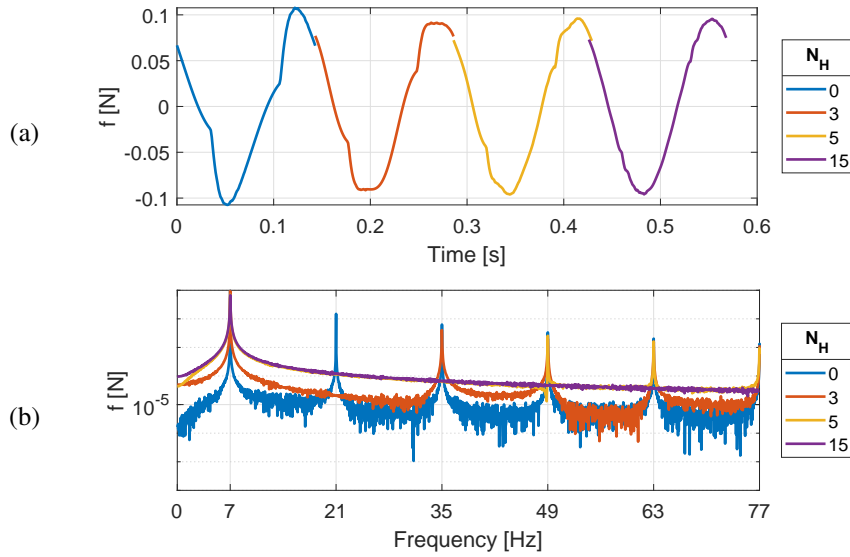 (a)
f [N]
0.1
0.05
0
-0.05
-0.1
0 0.1 0.2 0.3 0.4 0.5 0.6
Time [s]
N_H
0
3
5
15
(b)
f [N]
10^-5
0 7 21 35 49 63 77
Frequency [Hz]
N_H
0
3
5
15